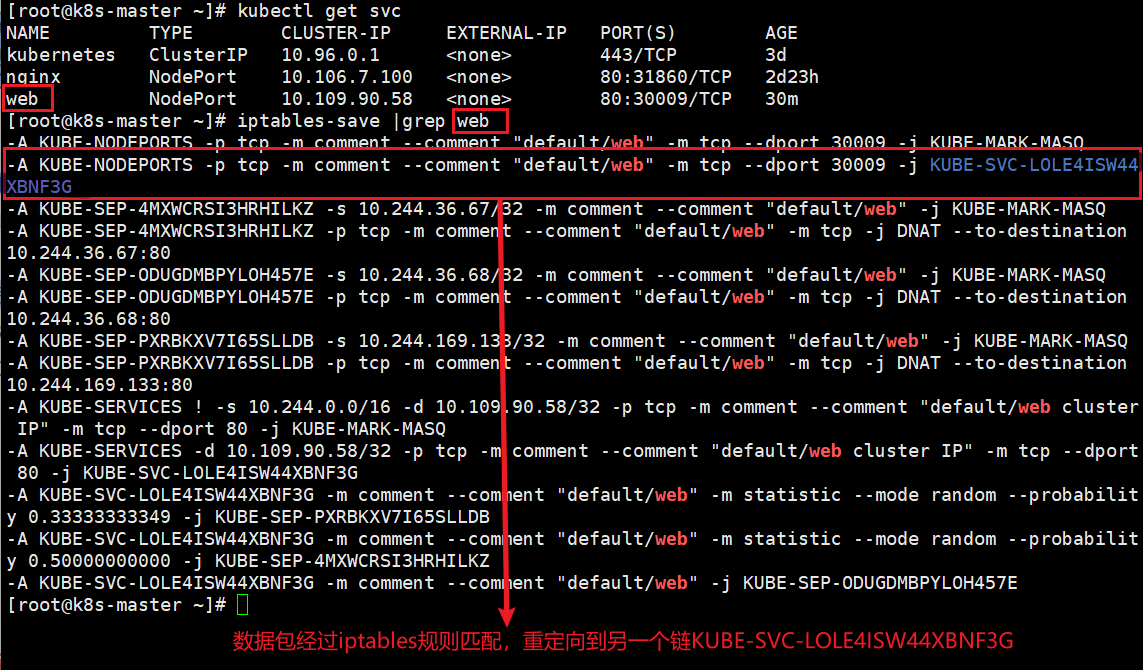 [root@k8s-master ~]# kubectl get svc
NAME         TYPE        CLUSTER-IP     EXTERNAL-IP   PORT(S)        AGE
kubernetes   ClusterIP   10.96.0.1      <none>        443/TCP        3d
nginx        NodePort    10.106.7.100   <none>        80:31860/TCP   2d23h
web          NodePort    10.109.90.58   <none>        80:30009/TCP   30m
[root@k8s-master ~]# iptables-save |grep web
-A KUBE-NODEPORTS -p tcp -m comment --comment "default/web" -m tcp --dport 30009 -j KUBE-MARK-MASQ
-A KUBE-NODEPORTS -p tcp -m comment --comment "default/web" -m tcp --dport 30009 -j KUBE-SVC-LOLE4ISW44
XBNF3G
-A KUBE-SEP-4MXWCRSI3HRHILKZ -s 10.244.36.67/32 -m comment --comment "default/web" -j KUBE-MARK-MASQ
-A KUBE-SEP-4MXWCRSI3HRHILKZ -p tcp -m comment --comment "default/web" -m tcp -j DNAT --to-destination
10.244.36.67:80
-A KUBE-SEP-ODUGDMBPYLOH457E -s 10.244.36.68/32 -m comment --comment "default/web" -j KUBE-MARK-MASQ
-A KUBE-SEP-ODUGDMBPYLOH457E -p tcp -m comment --comment "default/web" -m tcp -j DNAT --to-destination
10.244.36.68:80
-A KUBE-SEP-PXRBKXV7I65SLLDB -s 10.244.169.133/32 -m comment --comment "default/web" -j KUBE-MARK-MASQ
-A KUBE-SEP-PXRBKXV7I65SLLDB -p tcp -m comment --comment "default/web" -m tcp -j DNAT --to-destination
10.244.169.133:80
-A KUBE-SERVICES ! -s 10.244.0.0/16 -d 10.109.90.58/32 -p tcp -m comment --comment "default/web cluster
IP" -m tcp --dport 80 -j KUBE-MARK-MASQ
-A KUBE-SERVICES -d 10.109.90.58/32 -p tcp -m comment --comment "default/web cluster IP" -m tcp --dport
80 -j KUBE-SVC-LOLE4ISW44XBNF3G
-A KUBE-SVC-LOLE4ISW44XBNF3G -m comment --comment "default/web" -m statistic --mode random --probabilit
y 0.33333333349 -j KUBE-SEP-PXRBKXV7I65SLLDB
-A KUBE-SVC-LOLE4ISW44XBNF3G -m comment --comment "default/web" -m statistic --mode random --probabilit
y 0.50000000000 -j KUBE-SEP-4MXWCRSI3HRHILKZ
-A KUBE-SVC-LOLE4ISW44XBNF3G -m comment --comment "default/web" -j KUBE-SEP-ODUGDMBPYLOH457E
[root@k8s-master ~]#
数据包经过iptables规则匹配，重定向到另一个链KUBE-SVC-LOLE4ISW44XBNF3G